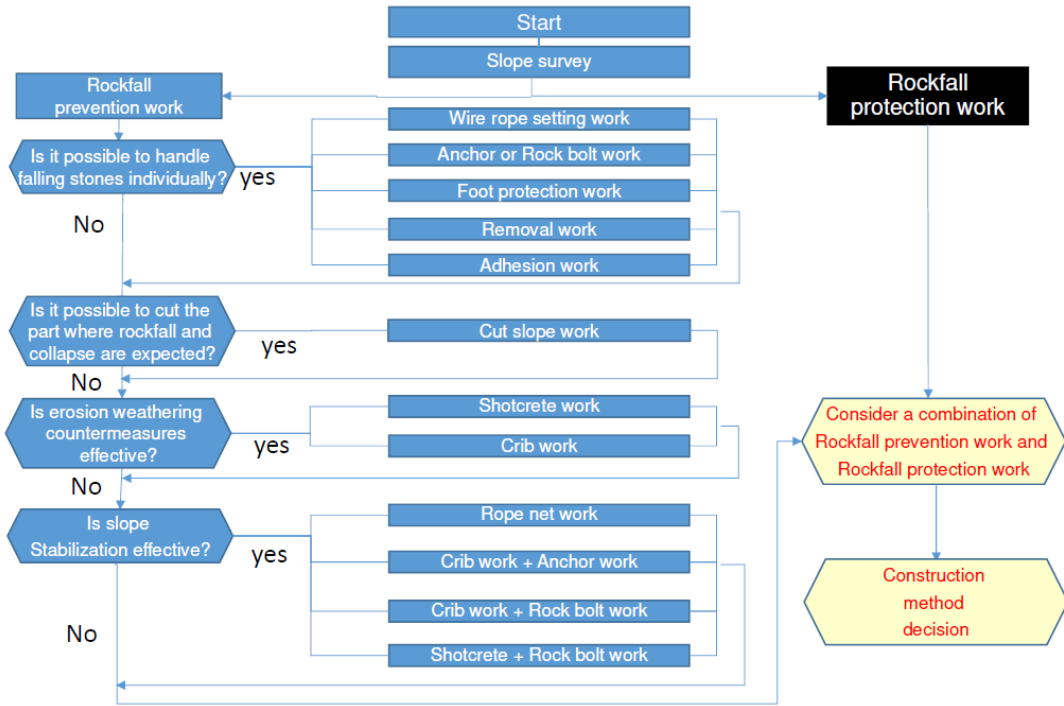 Start
Slope survey
Rockfall
prevention work
Rockfall
protection work
Is it possible to handle
falling stones individually?
yes
No
Wire rope setting work
Anchor or Rock bolt work
Foot protection work
Removal work
Adhesion work
Is it possible to cut the
part where rockfall and
collapse are expected?
yes
No
Cut slope work
Is erosion weathering
countermeasures
effective?
yes
No
Shotcrete work
Crib work
Is slope
Stabilization effective?
yes
No
Rope net work
Crib work + Anchor work
Crib work + Rock bolt work
Shotcrete + Rock bolt work
Consider a combination of
Rockfall prevention work and
Rockfall protection work
Construction
method
decision